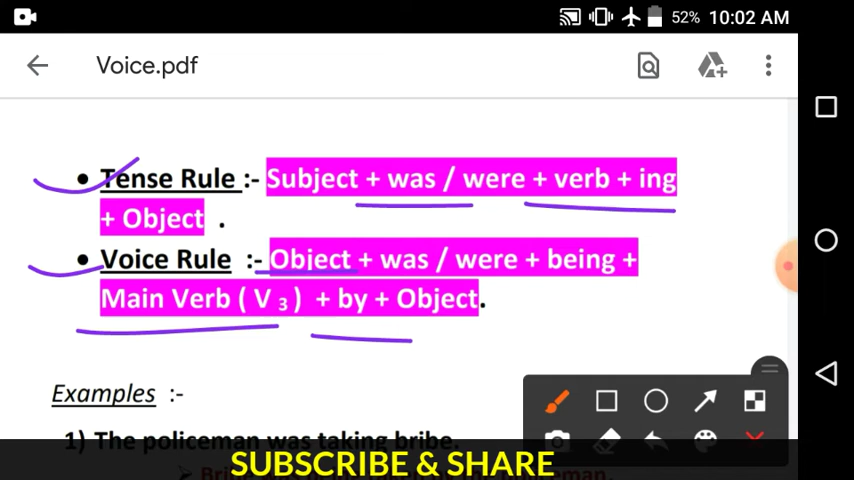 52% 10:02 AM
Voice.pdf
• Tense Rule :- Subject + was / were + verb + ing
+ Object .
• Voice Rule :- Object + was / were + being +
Main Verb ( V 3 ) + by + Object.
Examples :-
1) The policeman was taking bribe.
SUBSCRIBE & SHARE